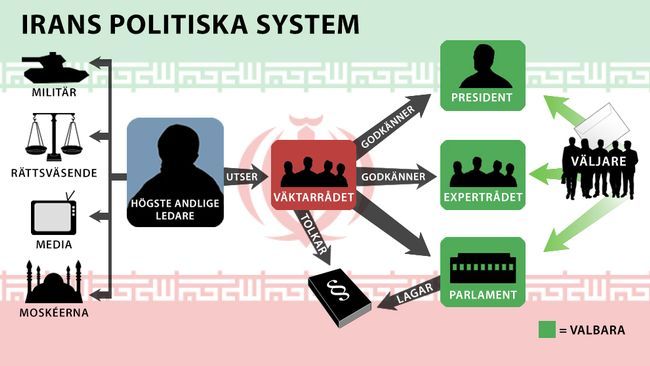 IRANS POLITISKA SYSTEM
MILITÄR
RÄTTSVÄSENDE
MEDIA
MOSKÉERNA
HÖGSTE ANDLIGE
LEDARE
UTSER
VÄKTARRÅDET
GODKÄNNER
GODKÄNNER
TOLKAR
§
LAGAR
PRESIDENT
EXPERTRÅDET
PARLAMENT
VÄLJARE
= VALBARA